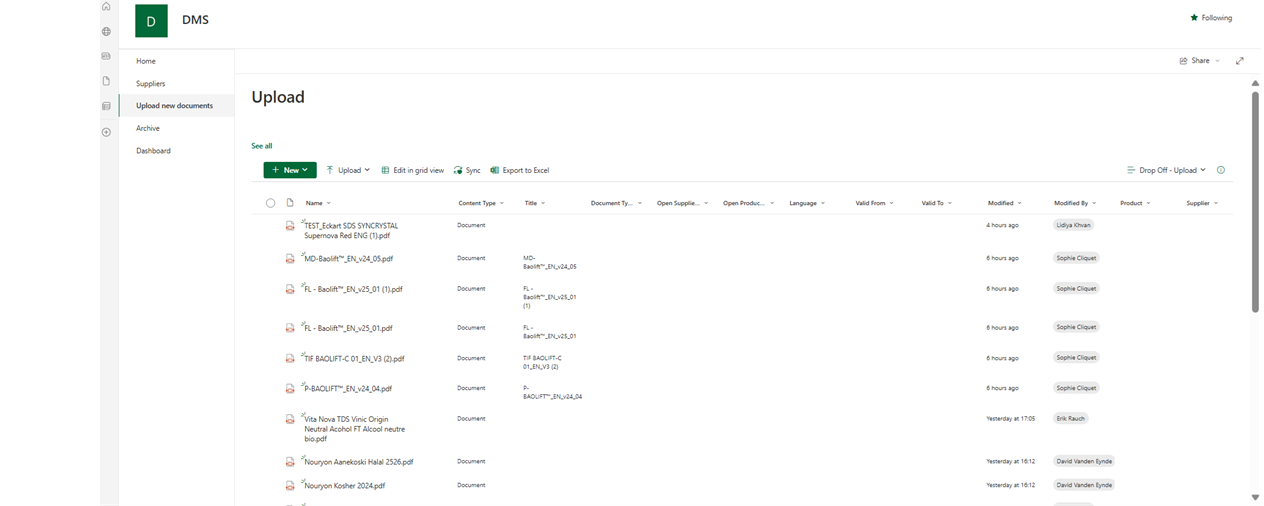 D
DMS
Following
Home
Suppliers
Upload new documents
Archive
Dashboard
Share
Upload
See all
New
Upload
Edit in grid view
Sync
Export to Excel
Drop Off - Upload
Name
Content Type
Title
Document Ty...
Open Supplie...
Open Produc...
Language
Valid From
Valid To
Modified
Modified By
Product
Supplier
TEST_Eckart SDS SYNCRYSTAL
Supernova Red ENG (1).pdf
Document
4 hours ago
Lidiya Khvan
MD-Baolift™_EN_v24_05.pdf
Document
MD-
Baolift™_EN_v24_05
6 hours ago
Sophie Cliquet
FL - Baolift™_EN_v25_01 (1).pdf
Document
FL -
Baolift™_EN_v25_01
(1)
6 hours ago
Sophie Cliquet
FL - Baolift™_EN_v25_01.pdf
Document
FL -
Baolift™_EN_v25_01
6 hours ago
Sophie Cliquet
TIF BAOLIFT-C 01_EN_V3 (2).pdf
Document
TIF BAOLIFT-C
01_EN_V3 (2)
6 hours ago
Sophie Cliquet
P-BAOLIFT™_EN_v24_04.pdf
Document
P-
BAOLIFT™_EN_v24_04
6 hours ago
Sophie Cliquet
Vita Nova TDS Vinic Origin
Neutral Acohol FT Alcool neutre
bio.pdf
Document
Yesterday at 17:05
Erik Rauch
Nouryon Aanekoski Halal 2526.pdf
Document
Yesterday at 16:12
David Vanden Eynde
Nouryon Kosher 2024.pdf
Document
Yesterday at 16:12
David Vanden Eynde